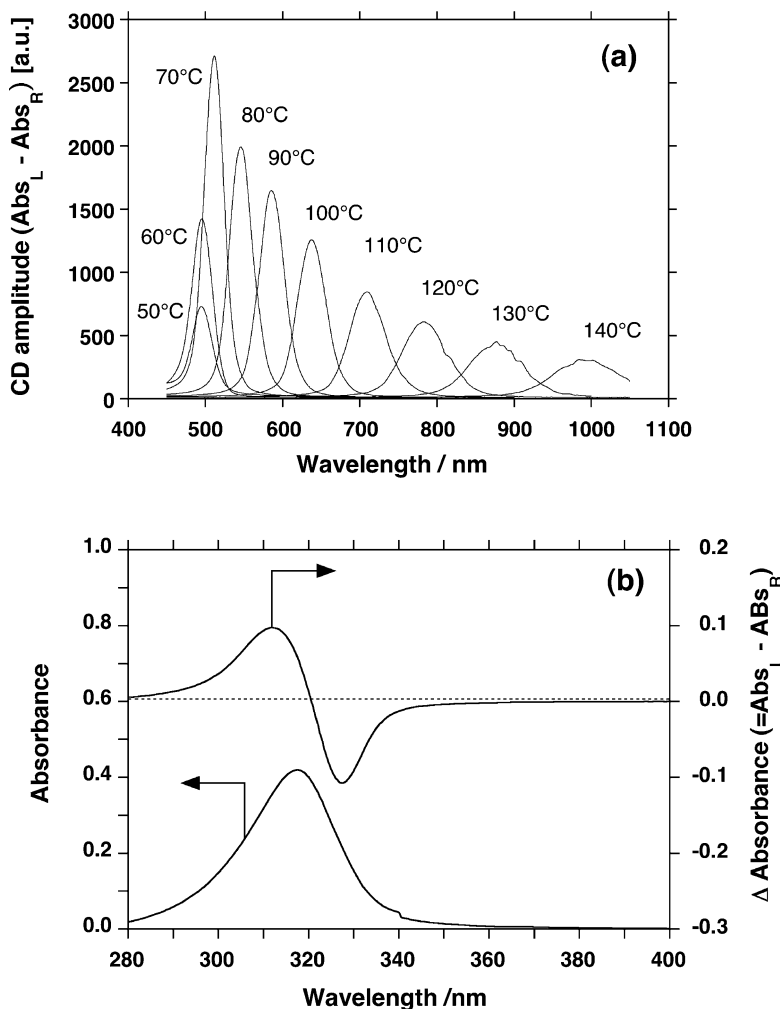 (a)
CD amplitude (Abs_L - Abs_R) [a.u.]
3000
2500
2000
1500
1000
500
0
70°C
80°C
90°C
60°C
100°C
110°C
50°C
120°C
130°C
140°C
400 500 600 700 800 900 1000 1100
Wavelength / nm
(b)
Absorbance
1.0
0.8
0.6
0.4
0.2
0.0
0.2
0.1
0.0
-0.1
-0.2
-0.3
Δ Absorbance (=Abs_L - ABs_R)
280 300 320 340 360 380 400
Wavelength /nm